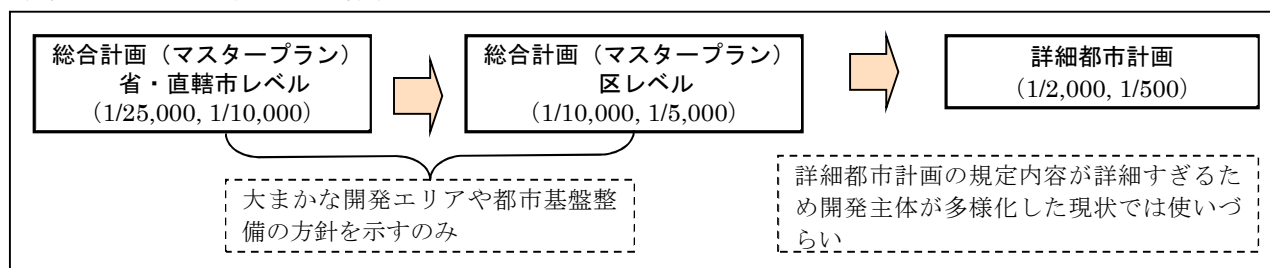 総合計画（マスタープラン）
省・直轄市レベル
(1/25,000, 1/10,000)
総合計画（マスタープラン）
区レベル
(1/10,000, 1/5,000)
詳細都市計画
(1/2,000, 1/500)
大まかな開発エリアや都市基盤整
備の方針を示すのみ
詳細都市計画の規定内容が詳細すぎるた
め開発主体が多様化した現状では使いづ
らい